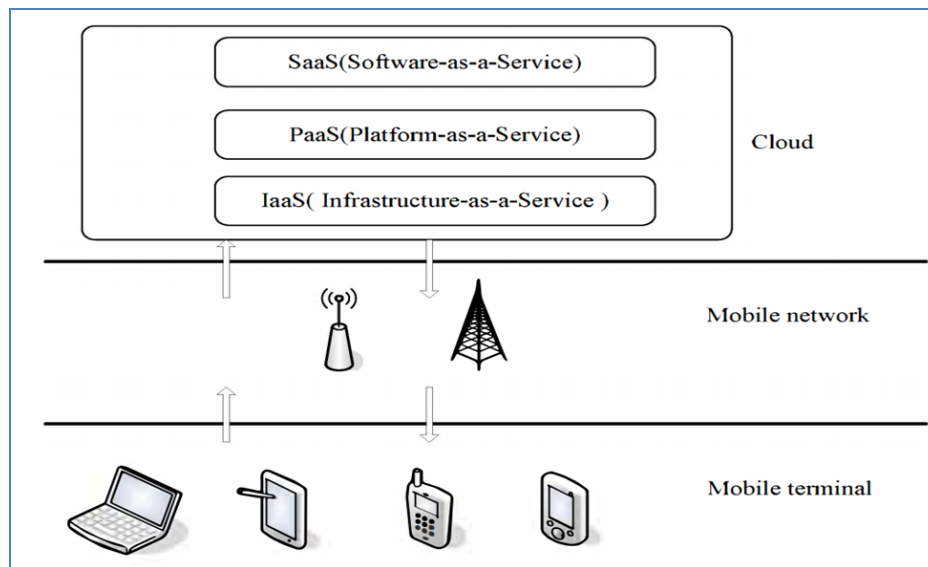 SaaS(Software-as-a-Service)
PaaS(Platform-as-a-Service)
Cloud
IaaS( Infrastructure-as-a-Service )
Mobile network
Mobile terminal